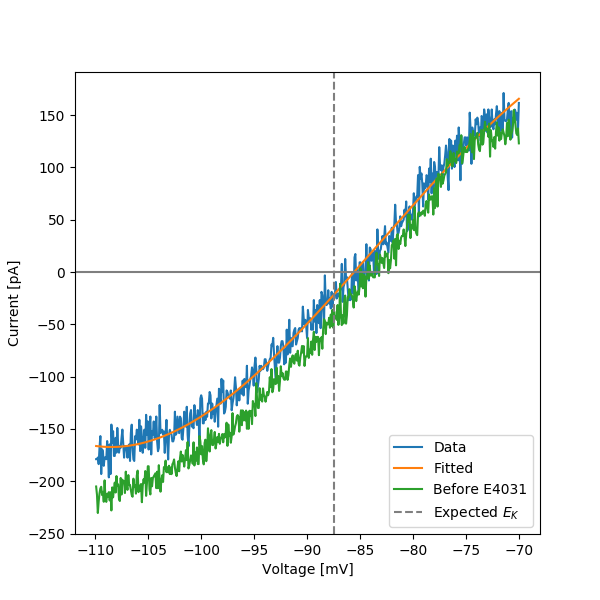 150
100
50
0
−50
−100
−150
−200
−250
Current [pA]
−110 −105 −100 −95 −90 −85 −80 −75 −70
Voltage [mV]
Data
Fitted
Before E4031
Expected E_K